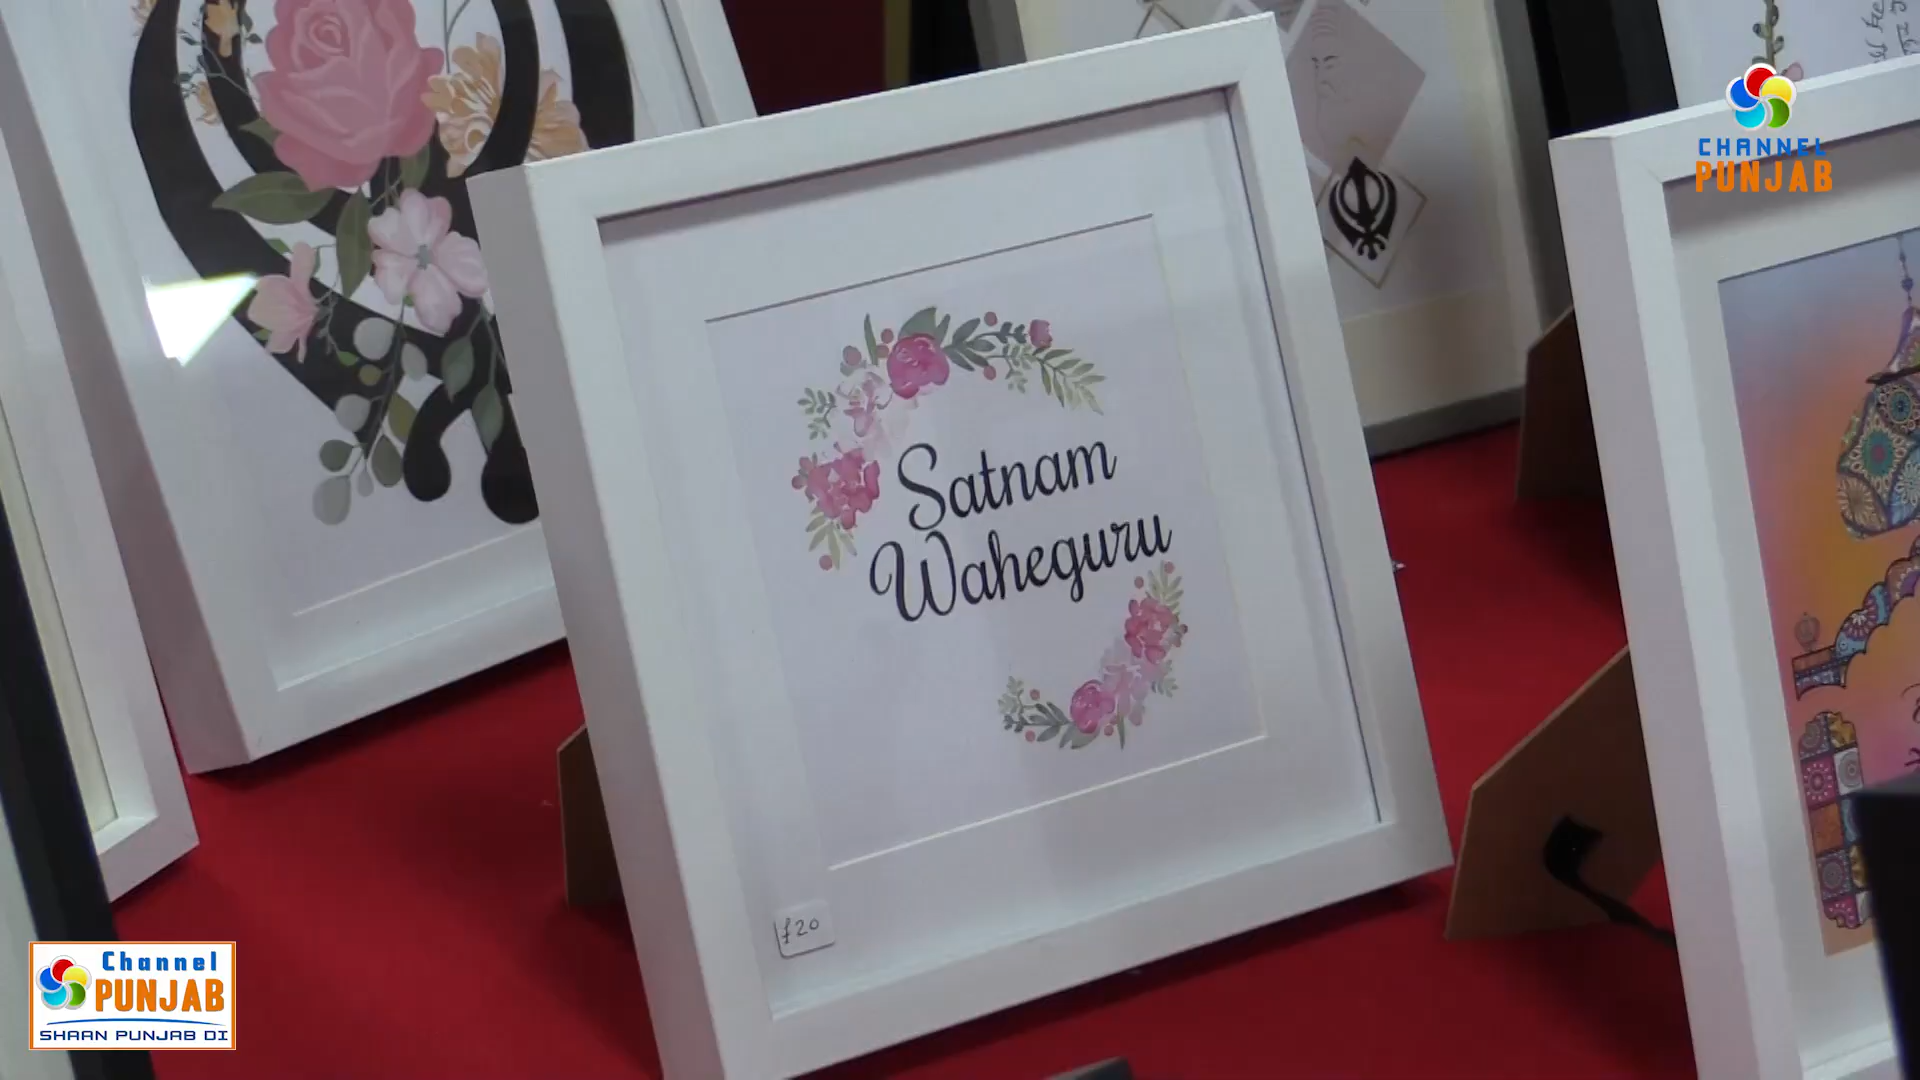 CHANNEL
PUNJAB
Satnam
Waheguru
£20
Channel
PUNJAB
SHAAN PUNJAB DI